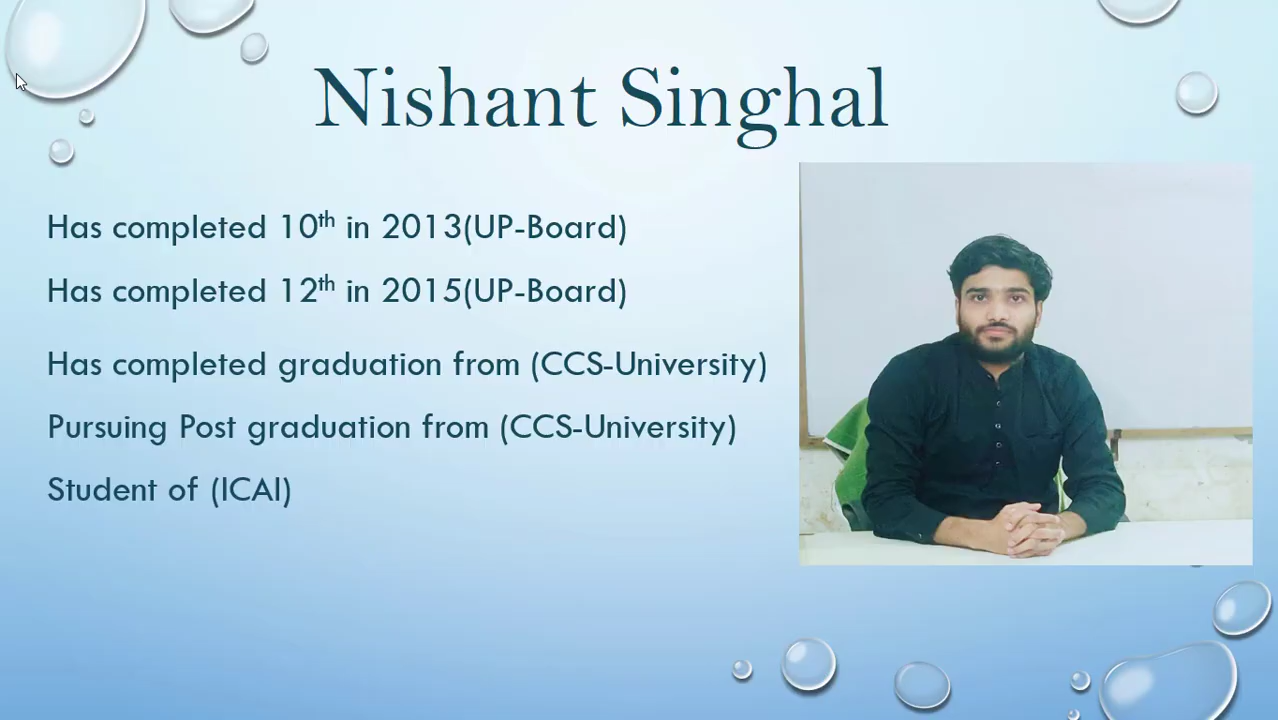 Nishant Singhal
Has completed 10th in 2013(UP-Board)
Has completed 12th in 2015(UP-Board)
Has completed graduation from (CCS-University)
Pursuing Post graduation from (CCS-University)
Student of (ICAI)